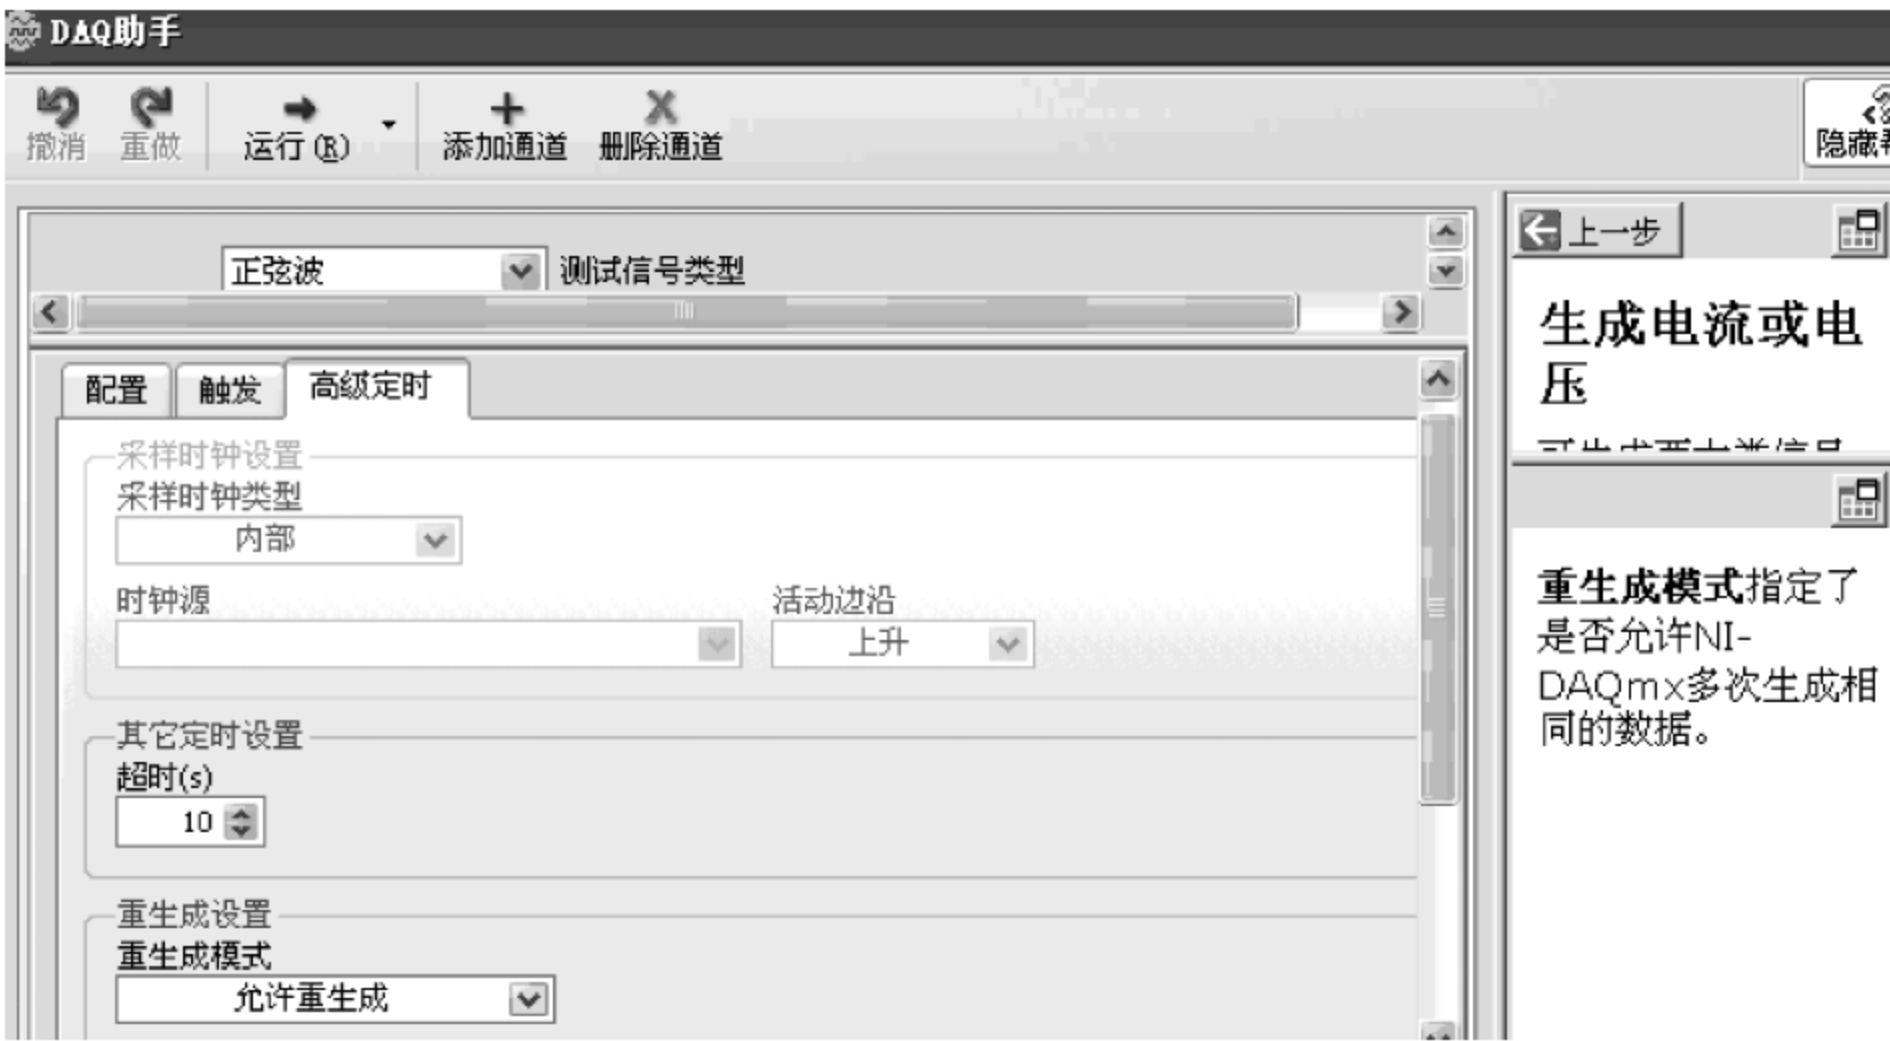 DAQ助手
撤消 重做 运行(R) 添加通道 删除通道
隐藏
正弦波 测试信号类型
配置 触发 高级定时
采样时钟设置
采样时钟类型
内部
时钟源 活动边沿
上升
其它定时设置
超时(s)
10
重生成设置
重生成模式
允许重生成
上一步
生成电流或电
压
重生成模式指定了
是否允许NI-
DAQmx多次生成相
同的数据。